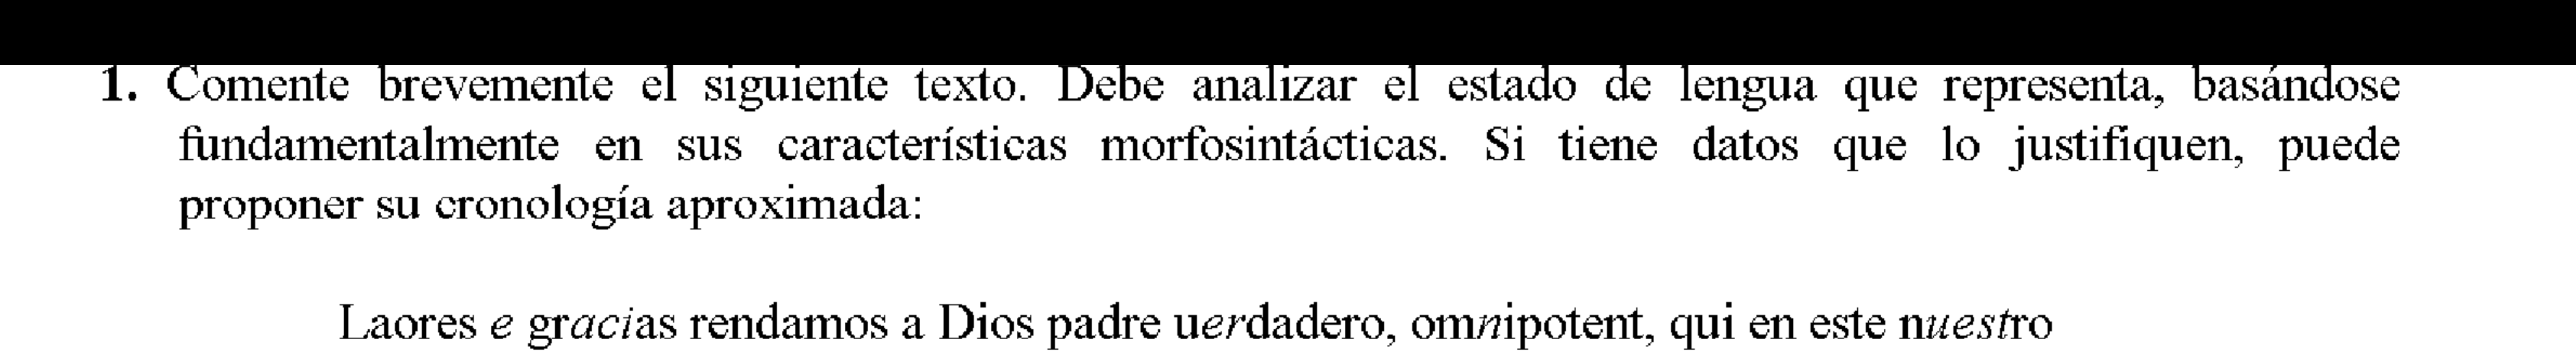 1. Comente brevemente el siguiente texto. Debe analizar el estado de lengua que representa, basándose
fundamentalmente en sus características morfosintácticas. Si tiene datos que lo justifiquen, puede
proponer su cronología aproximada:
Laores e gracias rendamos a Dios padre uerdadero, omnipotent, qui en este nuestro